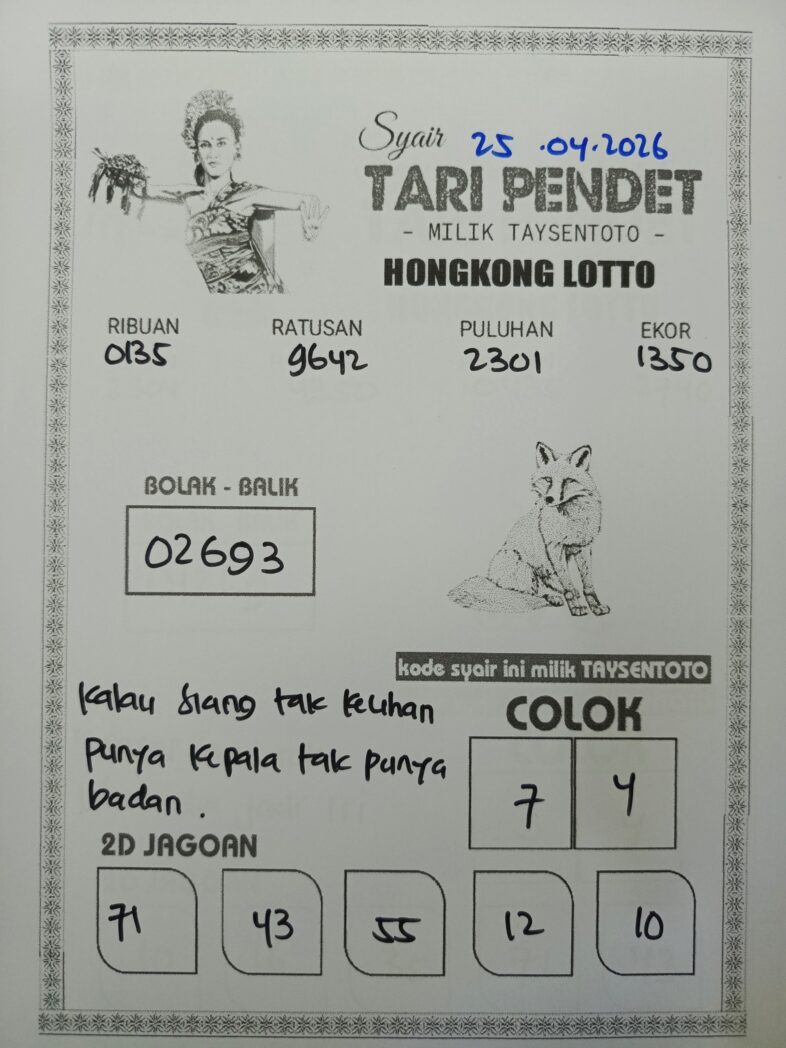 Syair 25.04.2026
TARI PENDET
- MILIK TAYSENTOTO -
HONGKONG LOTTO
RIBUAN RATUSAN PULUHAN EKOR
0135 9642 2301 1350
BOLAK - BALIK
02693
kode syair ini milik TAYSENTOTO
Kalau siang tak keuhan
punya kepala tak punya
badan.
COLOK
7 4
2D JAGOAN
71 43 55 12 10